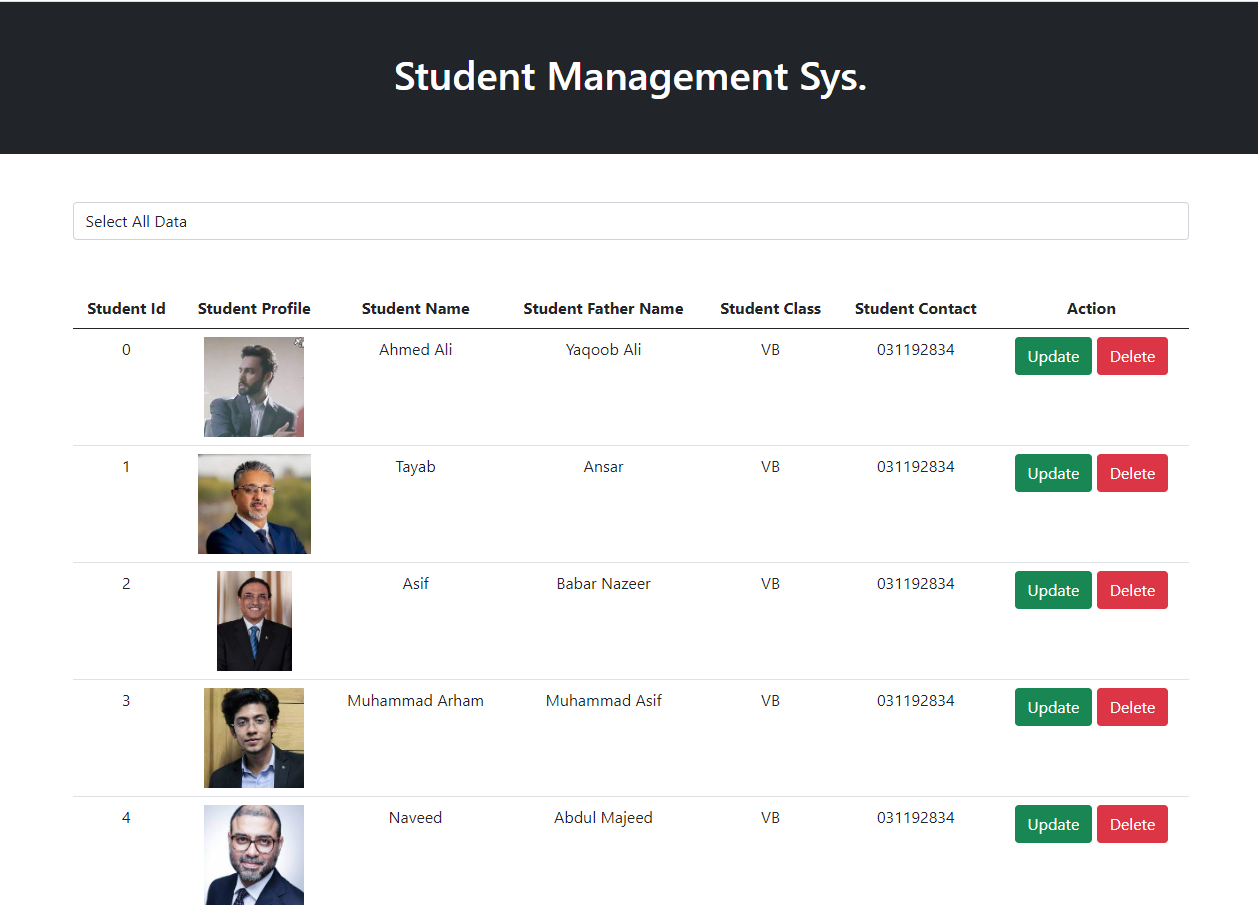 Student Management Sys.
Select All Data
Student Id Student Profile Student Name Student Father Name Student Class Student Contact Action
0 Ahmed Ali Yaqoob Ali VB 031192834 Update Delete
1 Tayab Ansar VB 031192834 Update Delete
2 Asif Babar Nazeer VB 031192834 Update Delete
3 Muhammad Arham Muhammad Asif VB 031192834 Update Delete
4 Naveed Abdul Majeed VB 031192834 Update Delete